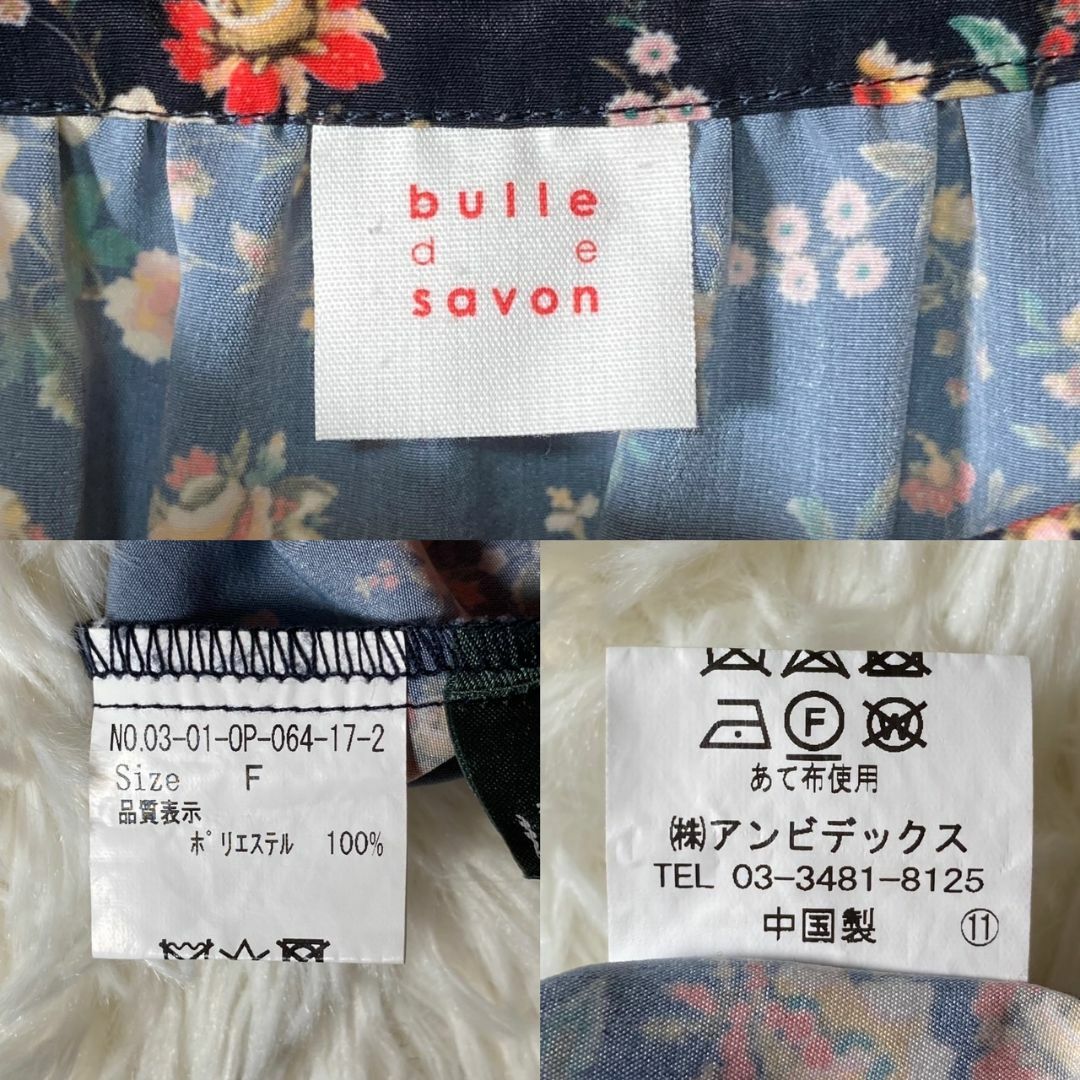 bulle
de
savon
NO.03-01-OP-064-17-2
Size F
品質表示
ポリエステル 100%
F
W
あて布使用
㈱アンビデックス
TEL 03-3481-8125
中国製 ⑪